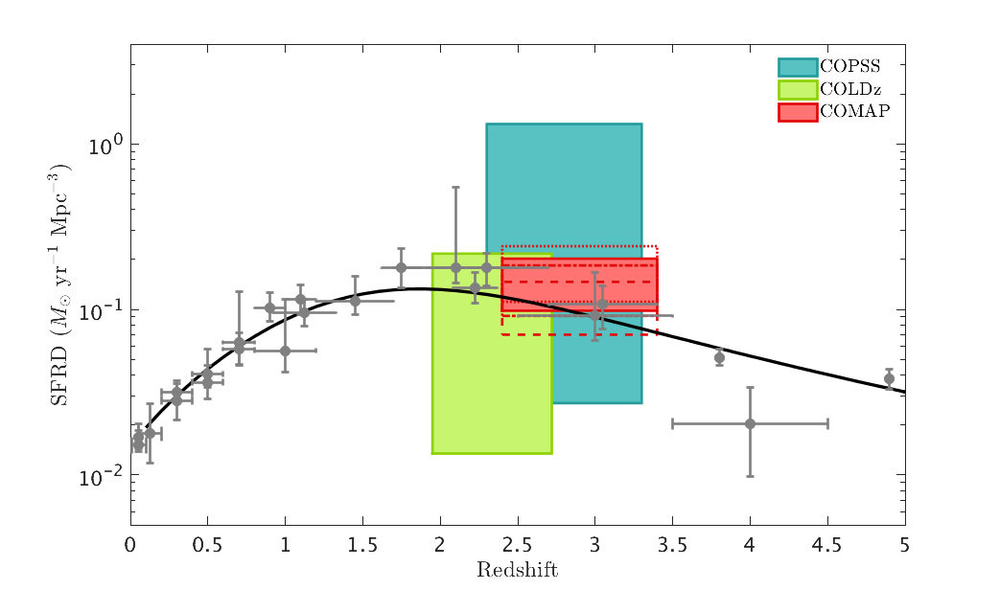 COPSS
COLDz
COMAP
10^0
10^{-1}
10^{-2}
SFRD (M_⊙ yr^{-1} Mpc^{-3})
0 0.5 1 1.5 2 2.5 3 3.5 4 4.5 5
Redshift